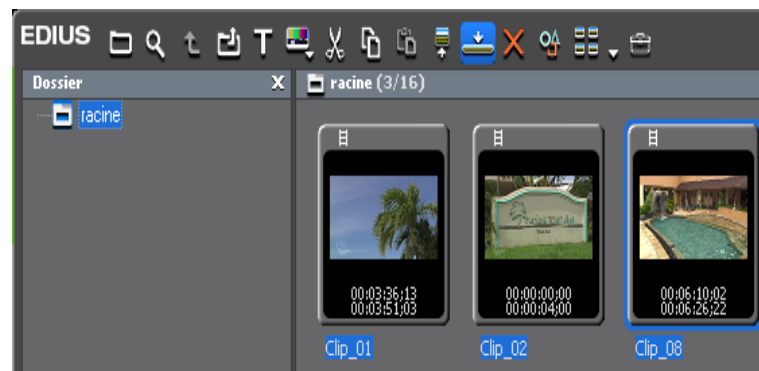 EDIUS
Dossier X
racine (3/16)
racine
00:03:36;13
00:03:51;03
00:00:00;00
00:00:04;00
00:06:10;02
00:06:26;22
Clip_01
Clip_02
Clip_08